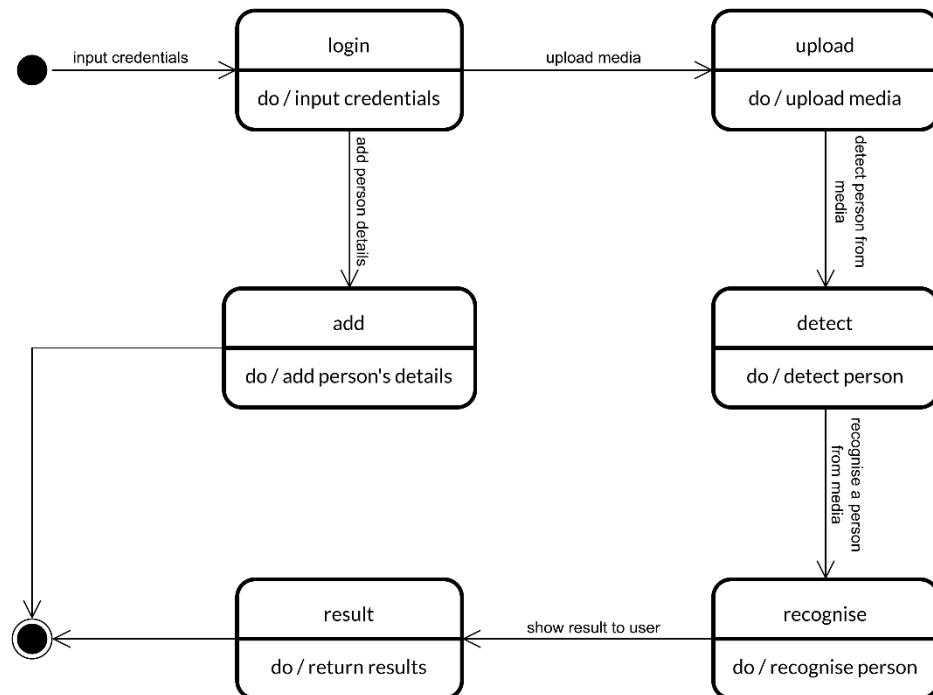 input credentials
login
do / input credentials
upload media
upload
do / upload media
add person details
detect person from
media
add
do / add person's details
detect
do / detect person
recognise a person
from media
result
do / return results
show result to user
recognise
do / recognise person